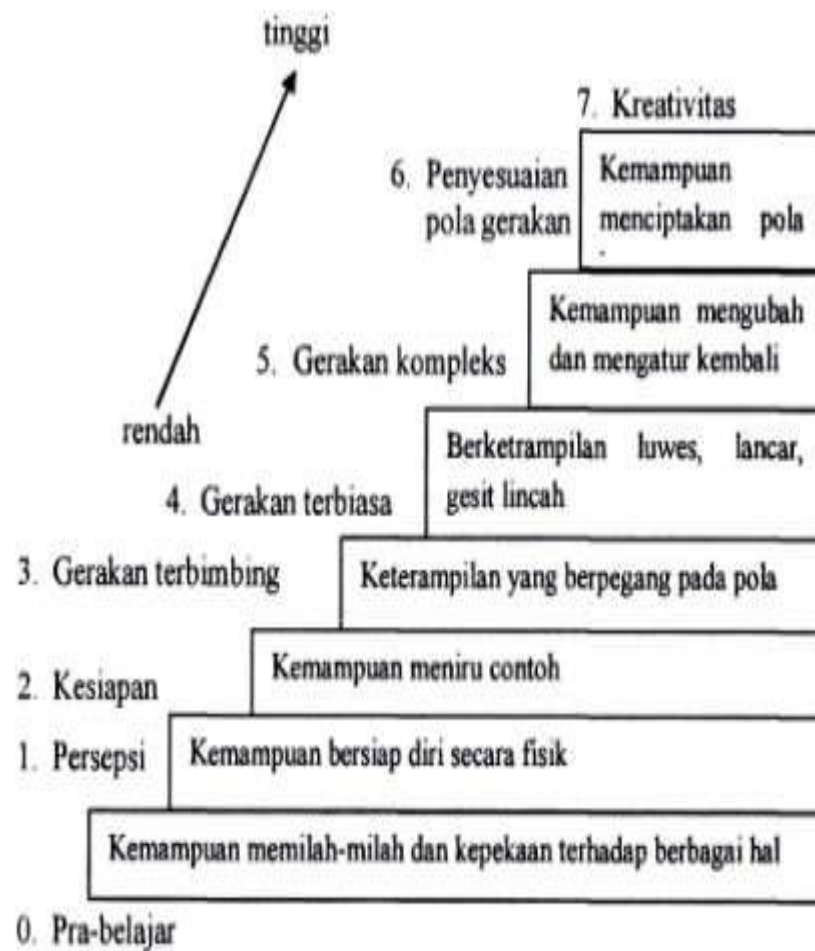 tinggi
7. Kreativitas
6. Penyesuaian
pola gerakan
Kemampuan
menciptakan pola
Kemampuan mengubah
dan mengatur kembali
5. Gerakan kompleks
rendah
Berketrampilan luwes, lancar,
gesit lincah
4. Gerakan terbiasa
3. Gerakan terbimbing
Keterampilan yang berpegang pada pola
Kemampuan meniru contoh
2. Kesiapan
1. Persepsi
Kemampuan bersiap diri secara fisik
Kemampuan memilah-milah dan kepekaan terhadap berbagai hal
0. Pra-belajar